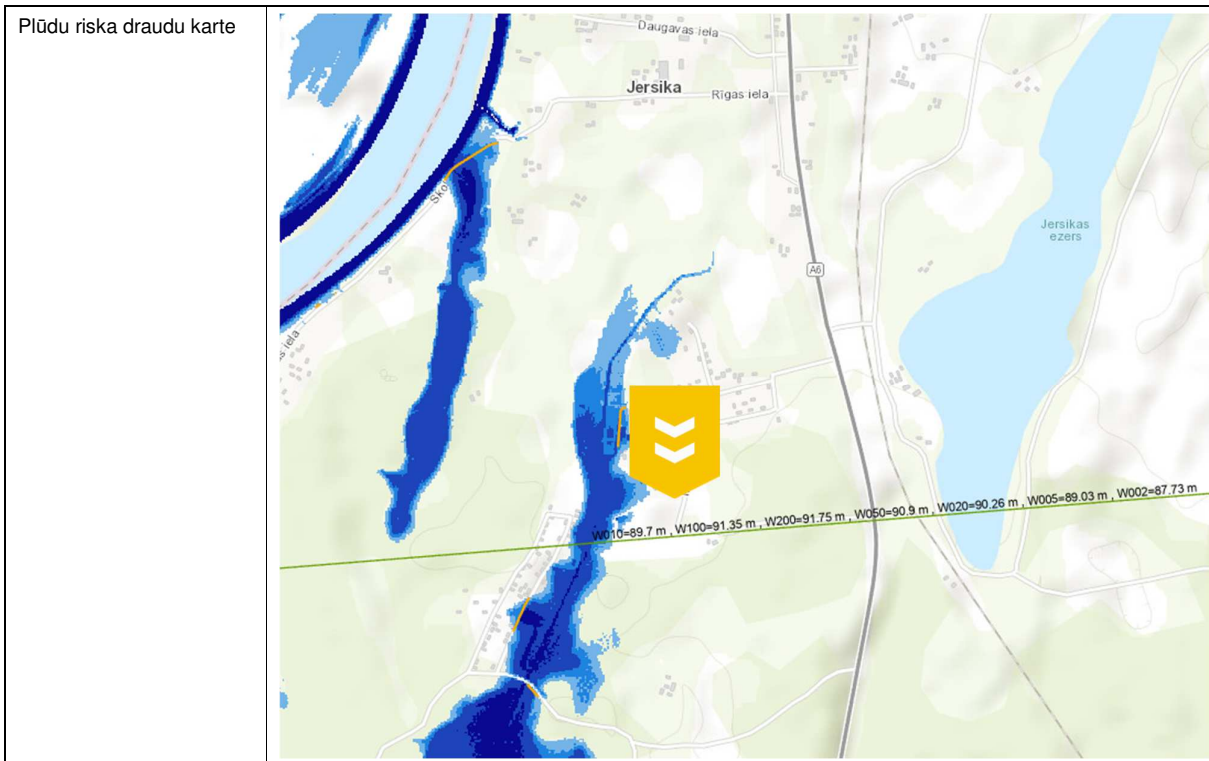 Plūdu riska draudu karte
Daugavas iela
Jersika
Rīgas iela
Jersikas
ezers
A6
W010=89.7 m , W100=91.35 m , W200=91.75 m , W050=90.9 m , W020=90.26 m , W005=89.03 m , W002=87.73 m